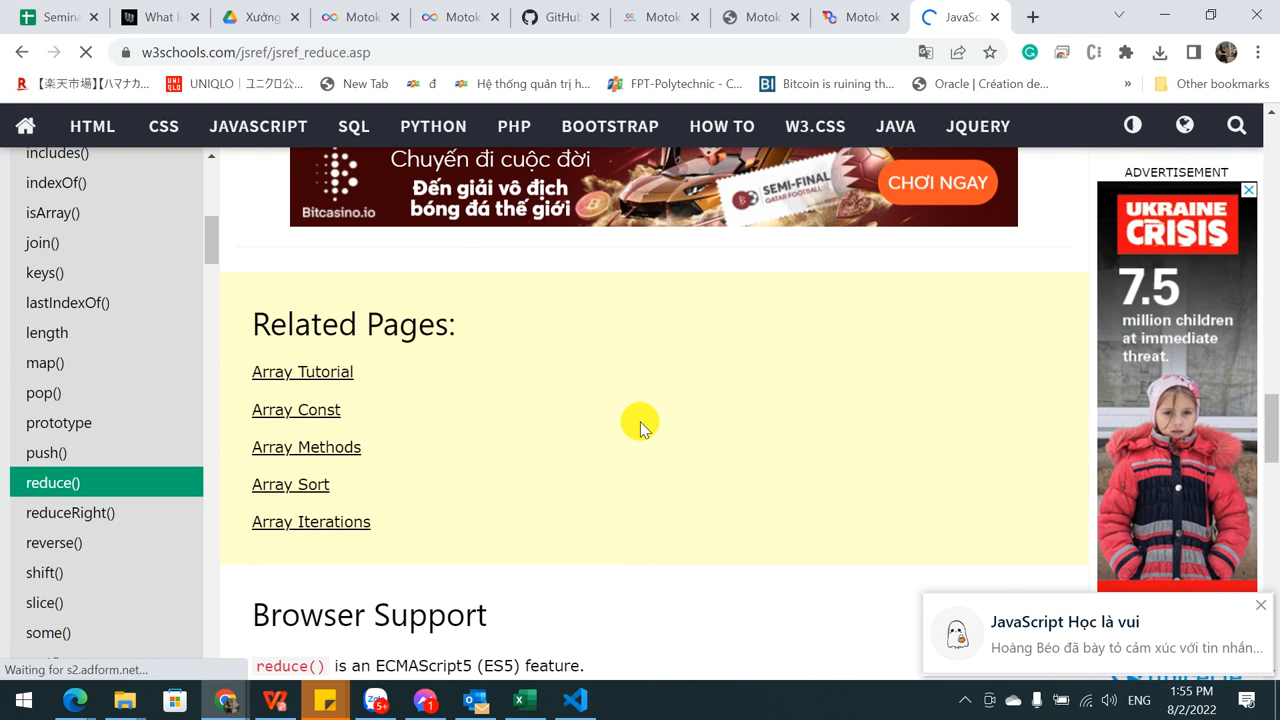 Semine
What i
Xưởng
Motok
Motok
GitHub
Motok
Motok
Motok
JavaSc
w3schools.com/jsref/jsref_reduce.asp
【楽天市場】【ハマナカ...
UNIQLO | ユニクロ公...
New Tab
đ
Hệ thống quản trị h...
FPT-Polytechnic - C...
Bitcoin is ruining th...
Oracle | Création de...
»
Other bookmarks
HTML CSS JAVASCRIPT SQL PYTHON PHP BOOTSTRAP HOW TO W3.CSS JAVA JQUERY
includes()
indexOf()
isArray()
join()
keys()
lastIndexOf()
length
map()
pop()
prototype
push()
reduce()
reduceRight()
reverse()
shift()
slice()
some()
Waiting for s2.adform.net...
Bitcasino.io
Chuyến đi cuộc đời
Đến giải vô địch
bóng đá thế giới
SEMI-FINAL
QATAR FOOTBALL
CHƠI NGAY
Related Pages:
Array Tutorial
Array Const
Array Methods
Array Sort
Array Iterations
Browser Support
reduce() is an ECMAScript5 (ES5) feature.
ADVERTISEMENT
UKRAINE
CRISIS
7.5
million children
at immediate
threat.
JavaScript Học là vui
Hoàng Béo đã bày tỏ cảm xúc với tin nhắn...
5+
1
ENG
1:55 PM
8/2/2022